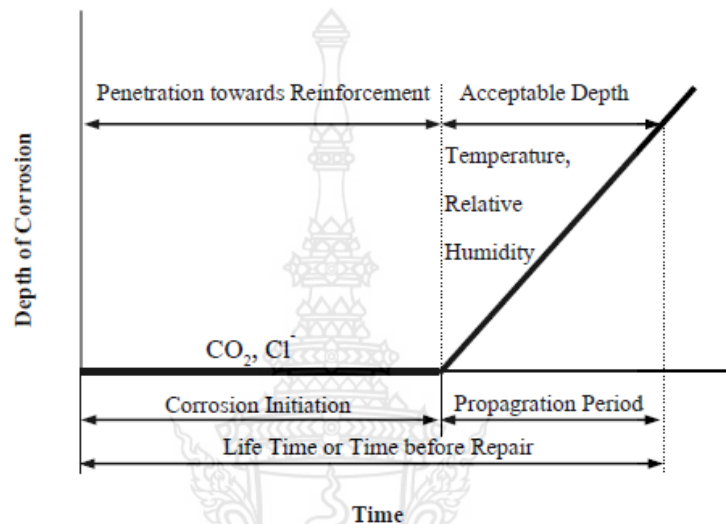 Penetration towards Reinforcement
Acceptable Depth
Temperature,
Relative
Humidity
Depth of Corrosion
CO₂, Cl⁻
Corrosion Initiation
Propagration Period
Life Time or Time before Repair
Time